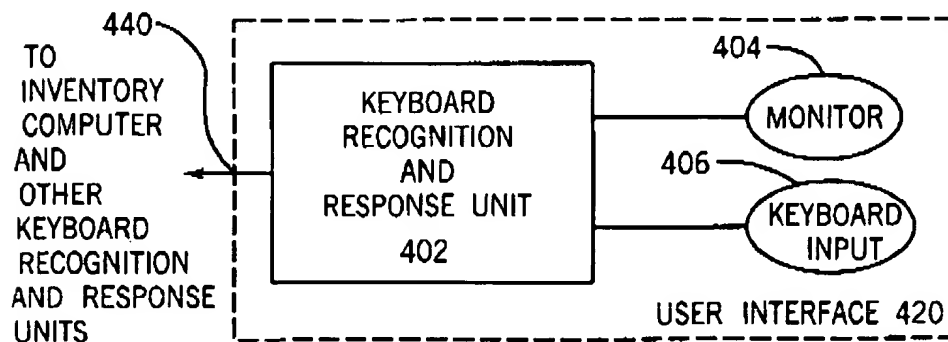 440
TO
INVENTORY
COMPUTER
AND
OTHER
KEYBOARD
RECOGNITION
AND RESPONSE
UNITS
KEYBOARD
RECOGNITION
AND
RESPONSE UNIT
402
404
MONITOR
406
KEYBOARD
INPUT
USER INTERFACE 420